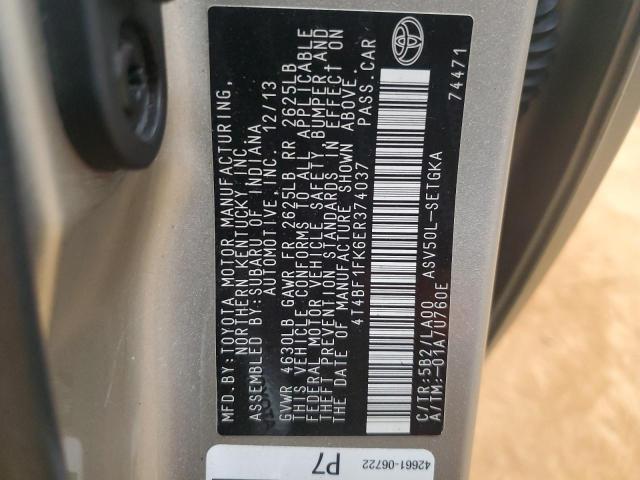 MFD.BY:TOYOTA MOTOR MANUFACTURING,
NORTHERN KENTUCKY, INC.
ASSEMBLED BY:SUBARU OF INDIANA
AUTOMOTIVE, INC. 12/13
GVWR 4630LB GAWR FR 2625LB RR 2625LB
THIS VEHICLE CONFORMS TO ALL APPLICABLE
FEDERAL MOTOR VEHICLE SAFETY, BUMPER AND
THEFT PREVENTION STANDARDS IN EFFECT ON
THE DATE OF MANUFACTURE SHOWN ABOVE.
4T4BF1FK6ER374037 PASS.CAR
C/TR:5B2/LA00 ASV50L-SETGKA
A/TM:-01A/U760E
74471
42661-06722
P7